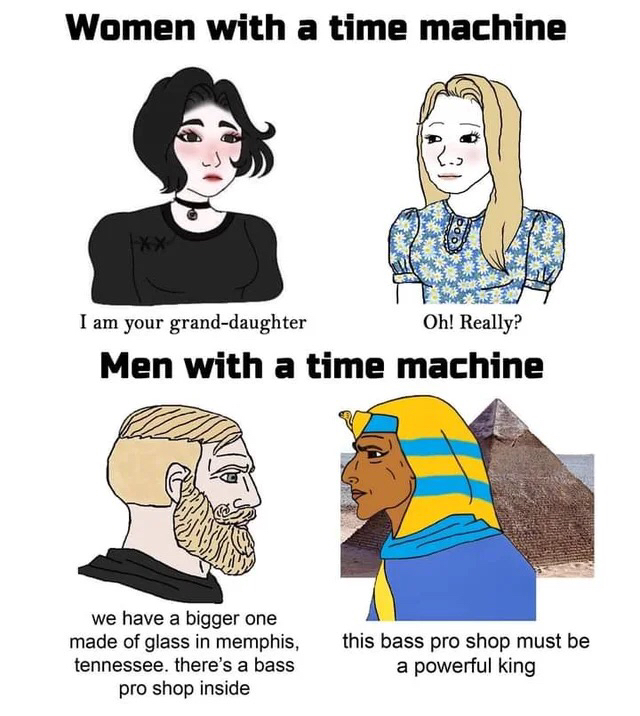 Women with a time machine
I am your grand-daughter
Oh! Really?
Men with a time machine
we have a bigger one
made of glass in memphis,
tennessee. there's a bass
pro shop inside
this bass pro shop must be
a powerful king